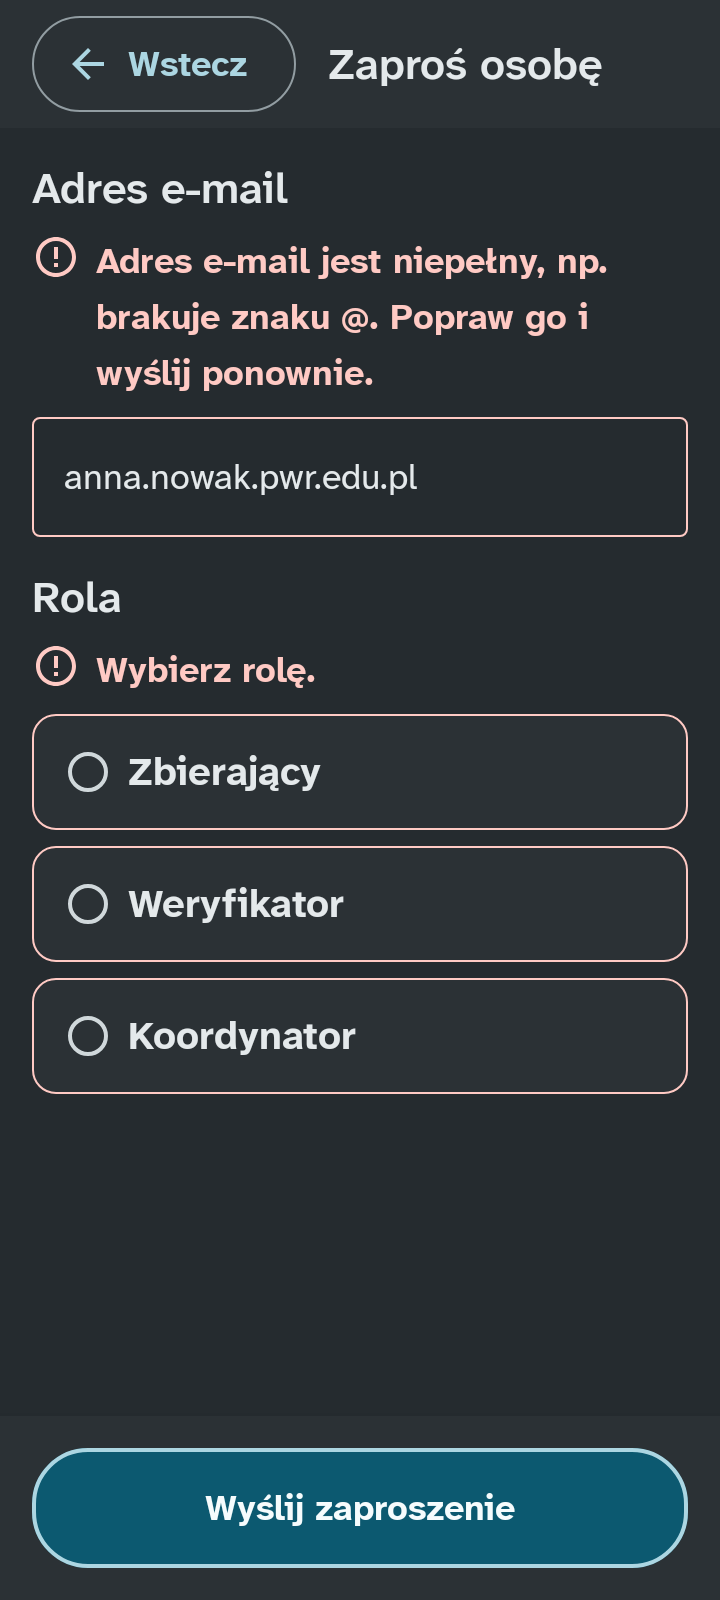 Wstecz
Zaproś osobę
Adres e-mail
Adres e-mail jest niepełny, np.
brakuje znaku @. Popraw go i
wyślij ponownie.
anna.nowak.pwr.edu.pl
Rola
Wybierz rolę.
Zbierający
Weryfikator
Koordynator
Wyślij zaproszenie